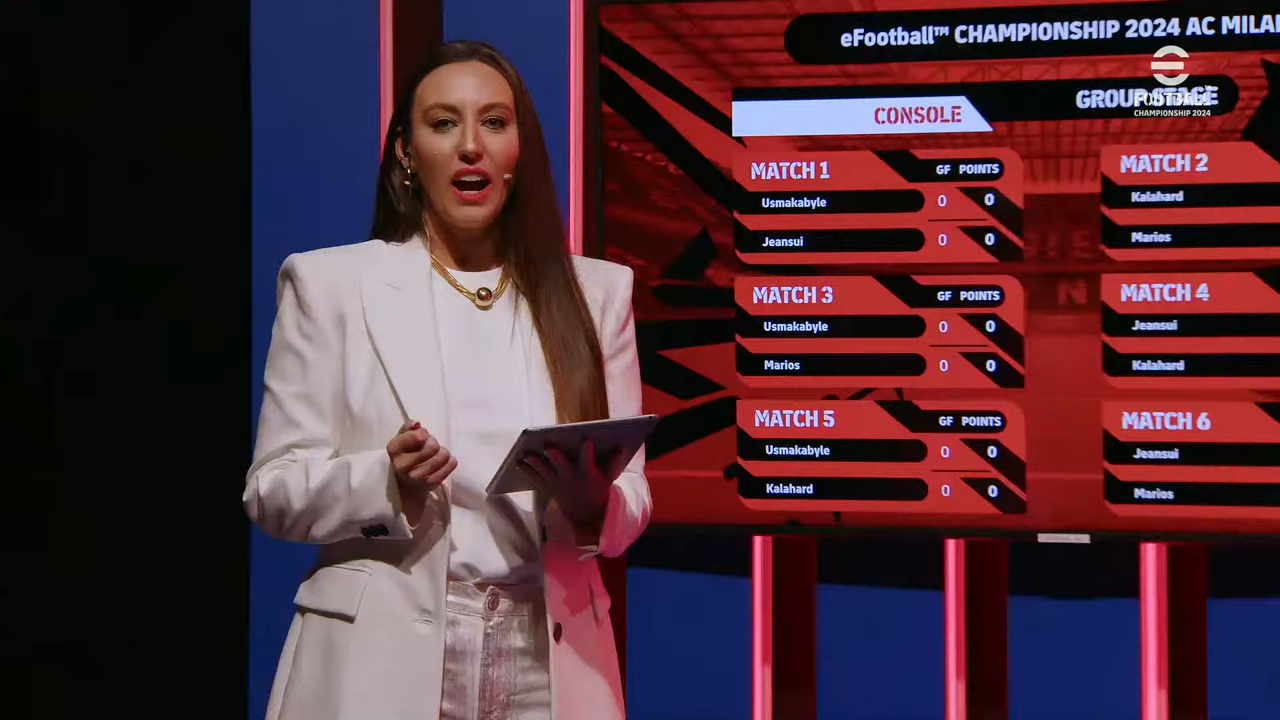 eFootball™ CHAMPIONSHIP 2024 AC MILA
GROUP STAGE
FOOTBALL
CHAMPIONSHIP 2024
CONSOLE
MATCH 1 GF POINTS
Usmakabyle 0 0
Jeansui 0 0
MATCH 2
Kalahard
Marios
MATCH 3 GF POINTS
Usmakabyle 0 0
Marios 0 0
MATCH 4
Jeansui
Kalahard
MATCH 5 GF POINTS
Usmakabyle 0 0
Kalahard 0 0
MATCH 6
Jeansui
Marios